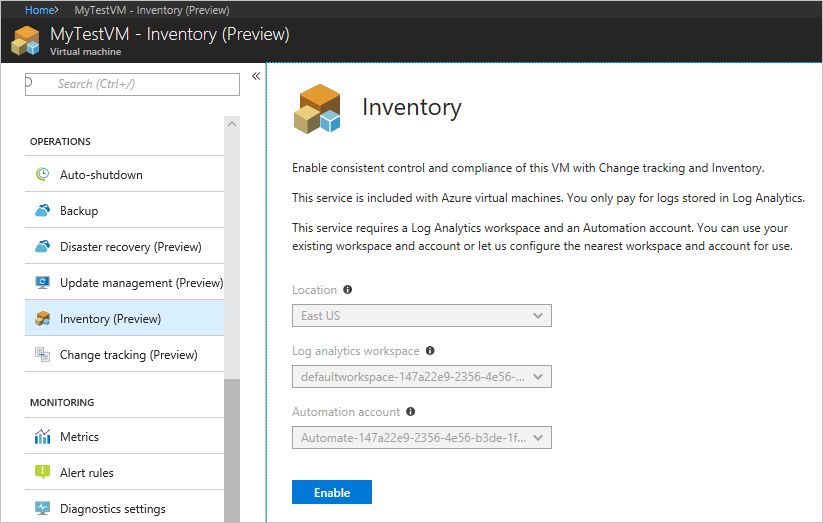 Home> MyTestVM - Inventory (Preview)
MyTestVM - Inventory (Preview)
Virtual machine
Search (Ctrl+/)
«
OPERATIONS
Auto-shutdown
Backup
Disaster recovery (Preview)
Update management (Preview)
Inventory (Preview)
Change tracking (Preview)
MONITORING
Metrics
Alert rules
Diagnostics settings
Inventory
Enable consistent control and compliance of this VM with Change tracking and Inventory.
This service is included with Azure virtual machines. You only pay for logs stored in Log Analytics.
This service requires a Log Analytics workspace and an Automation account. You can use your
existing workspace and account or let us configure the nearest workspace and account for use.
Location
East US
Log analytics workspace
defaultworkspace-147a22e9-2356-4e56-...
Automation account
Automate-147a22e9-2356-4e56-b3de-1f...
Enable